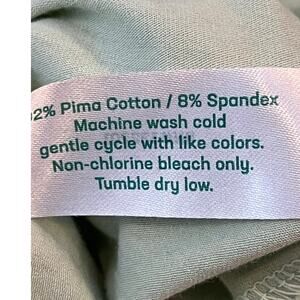 92% Pima Cotton / 8% Spandex
Machine wash cold
gentle cycle with like colors.
Non-chlorine bleach only.
Tumble dry low.